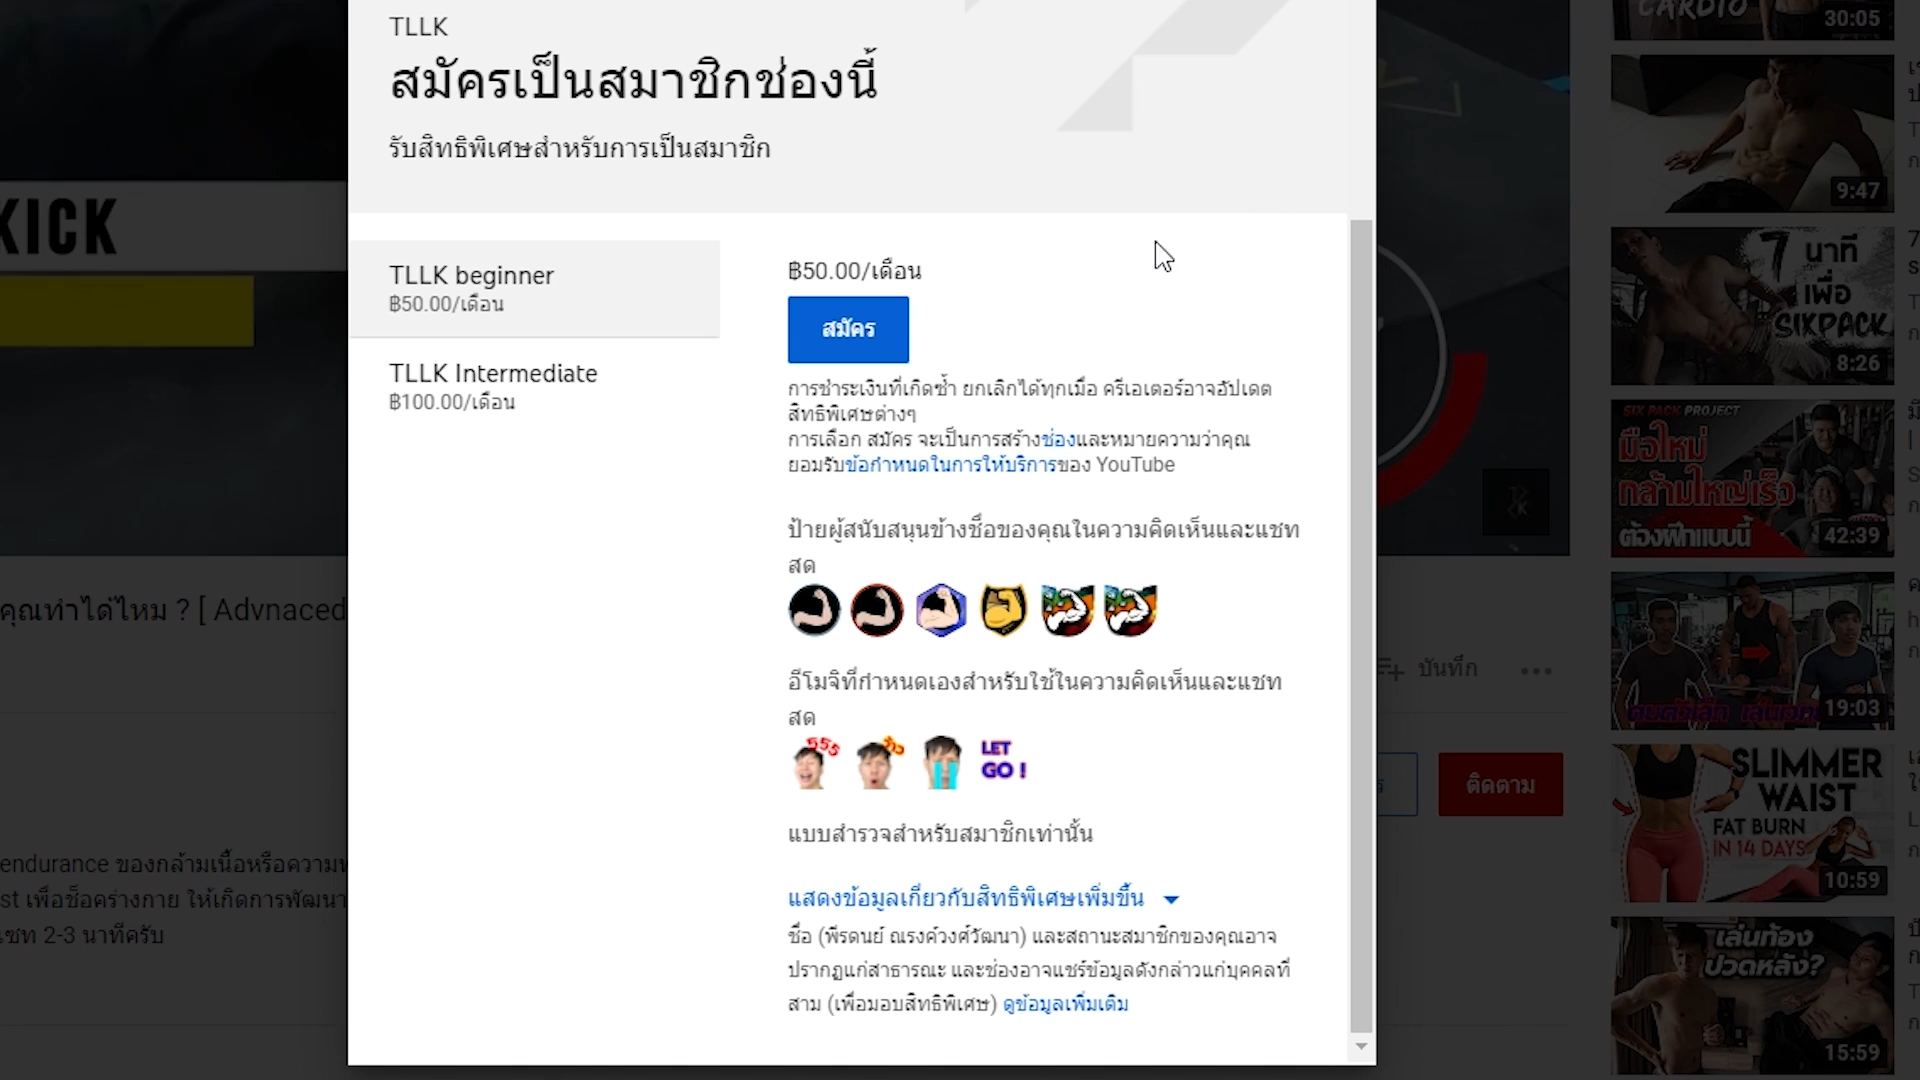 TLLK
สมัครเป็นสมาชิกช่องนี้
รับสิทธิพิเศษสำหรับการเป็นสมาชิก
TLLK beginner
฿50.00/เดือน
TLLK Intermediate
฿100.00/เดือน
฿50.00/เดือน
สมัคร
การชำระเงินที่เกิดซ้ำ ยกเลิกได้ทุกเมื่อ ครีเอเตอร์อาจอัปเดต
สิทธิพิเศษต่างๆ
การเลือก สมัคร จะเป็นการสร้างช่องและหมายความว่าคุณ
ยอมรับข้อกำหนดในการให้บริการของ YouTube
ป้ายผู้สนับสนุนข้างชื่อของคุณในความคิดเห็นและแชท
สด
อีโมจิที่กำหนดเองสำหรับใช้ในความคิดเห็นและแชท
สด
555
ว้าว
LET
GO !
แบบสำรวจสำหรับสมาชิกเท่านั้น
แสดงข้อมูลเกี่ยวกับสิทธิพิเศษเพิ่มขึ้น
ชื่อ (พีรดนย์ ณรงค์วงศ์วัฒนา) และสถานะสมาชิกของคุณอาจ
ปรากฏแก่สาธารณะ และช่องอาจแชร์ข้อมูลดังกล่าวแก่บุคคลที่
สาม (เพื่อมอบสิทธิพิเศษ) ดูข้อมูลเพิ่มเติม
KICK
คุณทำได้ไหม ? [ Advnaced
endurance ของกล้ามเนื้อหรือความ
st เพื่อช็อคร่างกาย ให้เกิดการพัฒนา
เซท 2-3 นาทีครับ
บันทึก
ติดตาม
CARDIO
30:05
9:47
7 นาที
เพื่อ
SIXPACK
8:26
SIX PACK PROJECT
มือใหม่
กล้ามใหญ่เร็ว
ต้องฝึกแบบนี้
42:39
19:03
SLIMMER
WAIST
FAT BURN
IN 14 DAYS
10:59
เล่นท้อง
ปวดหลัง?
15:59